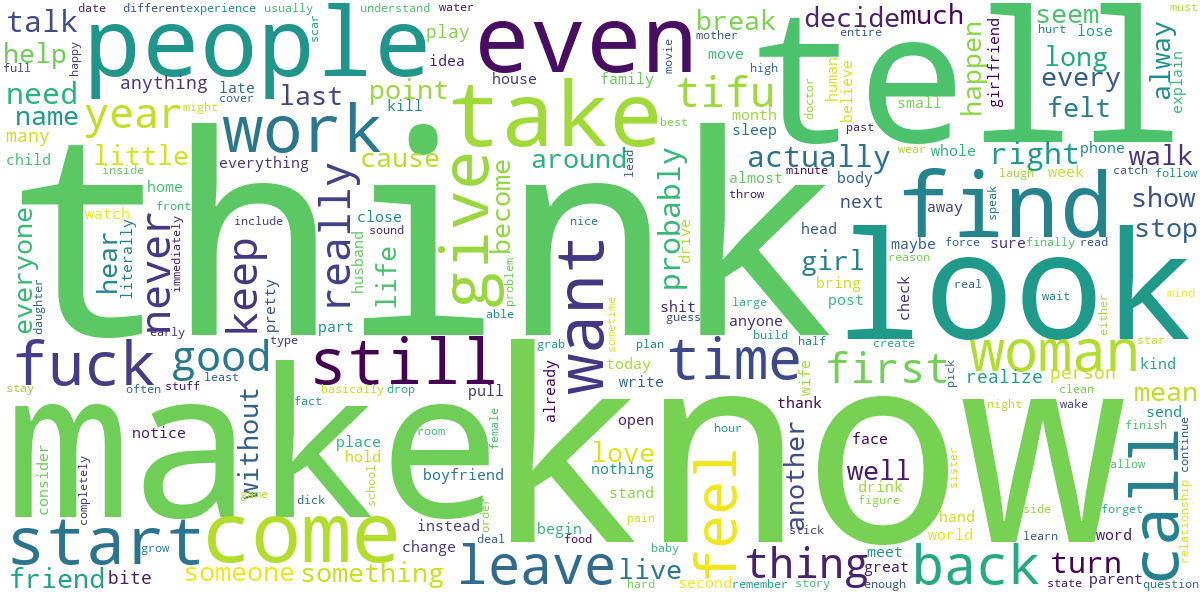 think
know
make
tell
look
people
even
take
find
come
want
still
work
start
time
back
leave
call
feel
give
woman
fuck
thing
first
year
tifu
good
never
keep
really
turn
well
love
live
right
actually
someone
something
friend
another
without
probably
become
around
life
girl
show
stop
walk
next
every
felt
long
seem
happen
alway
much
decide
break
point
last
little
cause
name
need
help
talk
many
child
anything
late
cover
date
different
experience
usually
scar
understand
water
play
idea
mother
movie
house
family
kill
high
entire
hurt
lose
must
girlfriend
explain
full
happy
might
inside
home
front
watch
everything
hear
literally
immediately
everyone
daughter
early
include
type
pretty
husband
close
sound
part
able
problem
nice
lead
best
month
sleep
doctor
human
believe
small
past
wear
whole
phone
laugh
week
catch
follow
minute
body
almost
throw
drive
away
speak
head
maybe
force
sure
finally
read
reason
bring
post
check
real
wait
either
mind
large
shit
guess
anyone
build
half
create
sometime
plan
grab
today
write
wife
already
pull
basically
drop
often
stuff
least
stay
fact
notice
place
hold
room
female
boyfriend
school
game
dick
consider
completely
grow
bite
change
instead
order
deal
begin
food
hard
baby
nothing
stand
open
pain
hour
thank
face
drink
figure
stick
second
remember
story
enough
great
meet
hand
world
night
sister
side
learn
state
parent
word
forget
allow
finish
send
wake
clean
person
realize
pick
kind
star
mean
continue
relationship
question